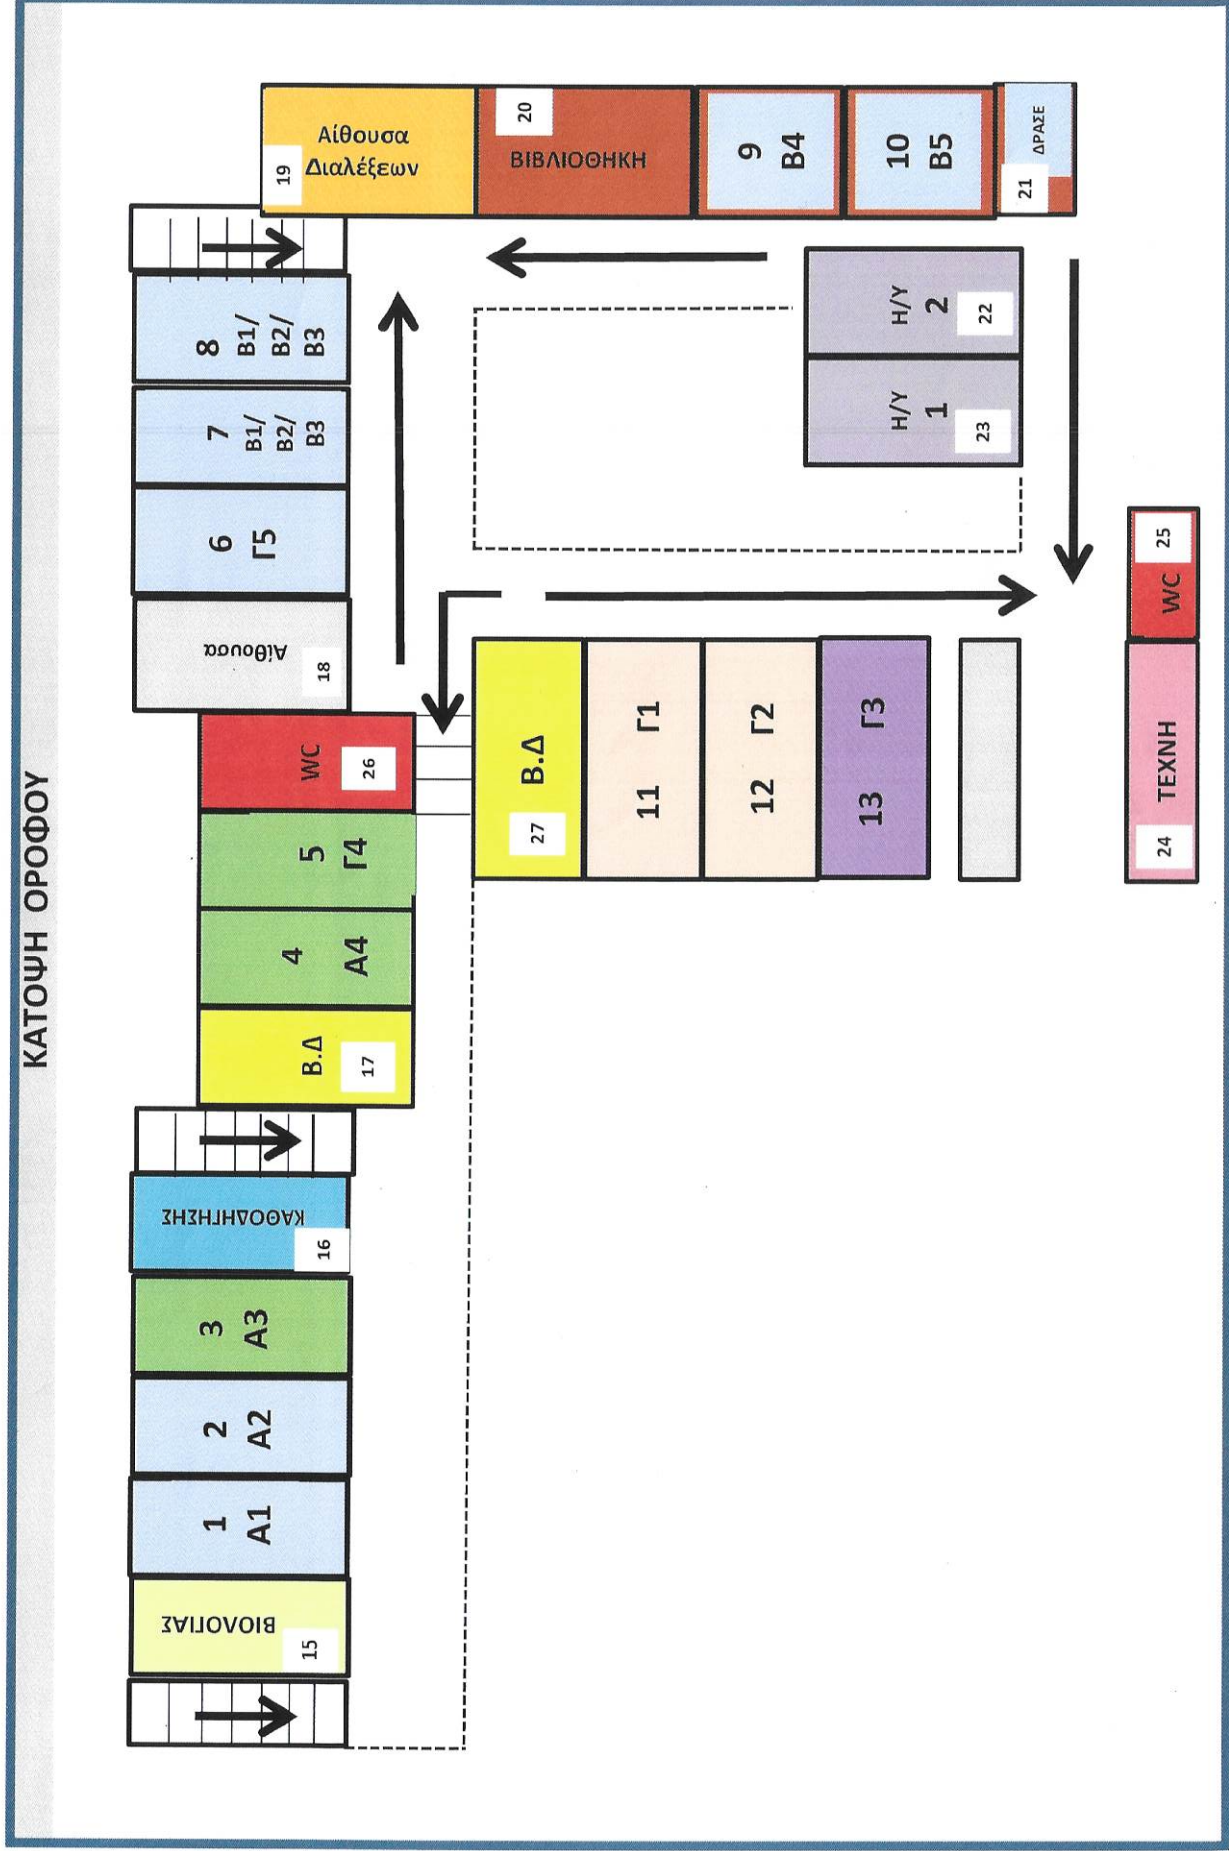 ΚΑΤΟΨΗ ΟΡΟΦΟΥ
ΒΙΟΛΟΓΙΑΣ
15
1
Α1
2
Α2
3
Α3
ΚΑΘΟΔΗΓΗΣΗΣ
16
Β.Δ
17
4
Α4
5
Γ4
WC
26
Αίθουσα
18
6
Γ5
7
Β1/
Β2/
Β3
8
Β1/
Β2/
Β3
19
Αίθουσα
Διαλέξεων
20
ΒΙΒΛΙΟΘΗΚΗ
9
Β4
10
Β5
ΔΡΑΣΕ
21
Η/Υ
2
22
Η/Υ
1
23
Β.Δ
27
11 Γ1
12 Γ2
13 Γ3
ΤΕΧΝΗ
24
WC
25